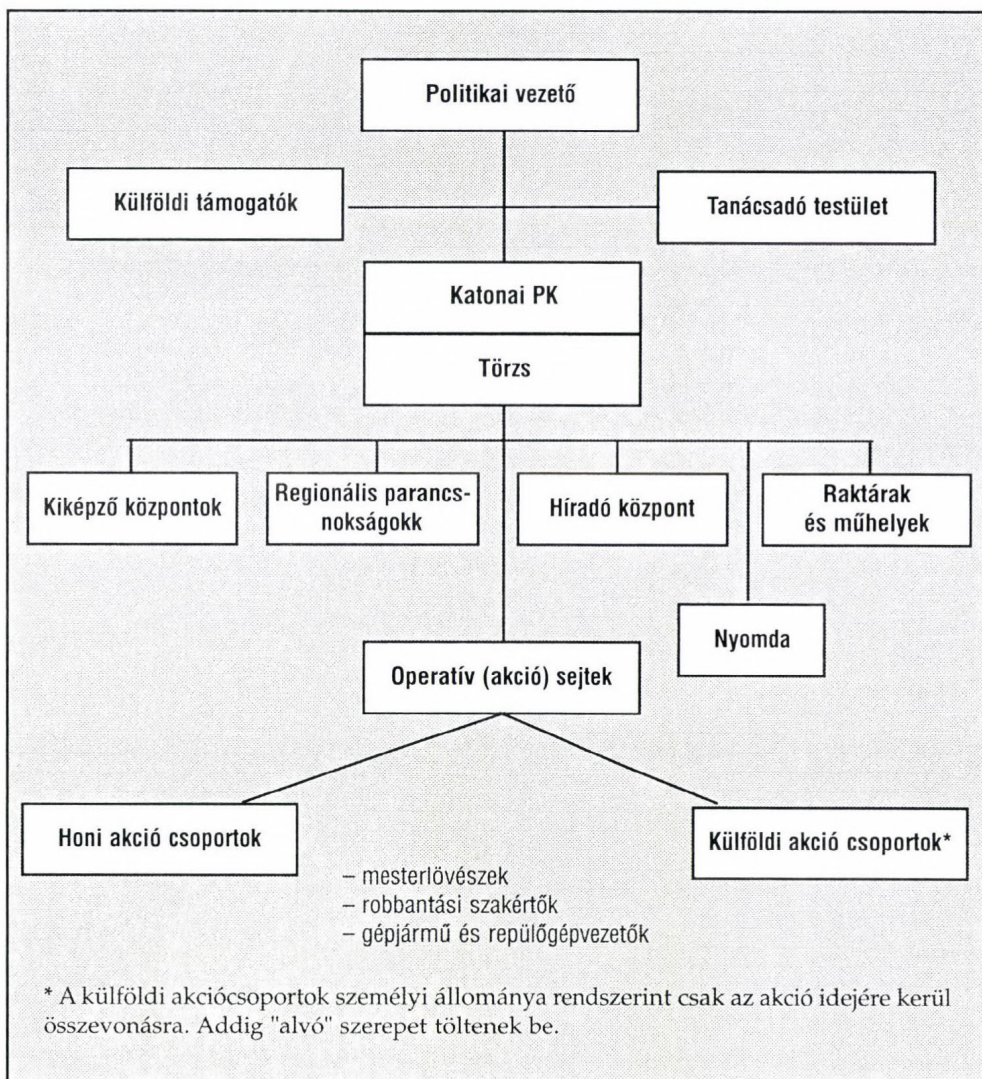 Politikai vezető
Külföldi támogatók
Tanácsadó testület
Katonai PK
Törzs
Kiképző központok
Regionális parancs-
nokságokk
Híradó központ
Raktárak
és műhelyek
Nyomda
Operatív (akció) sejtek
Honi akció csoportok
Külföldi akció csoportok*
– mesterlövészek
– robbantási szakértők
– gépjármű és repülőgépvezetők
* A külföldi akciócsoportok személyi állománya rendszerint csak az akció idejére kerül
összevonásra. Addig "alvó" szerepet töltenek be.